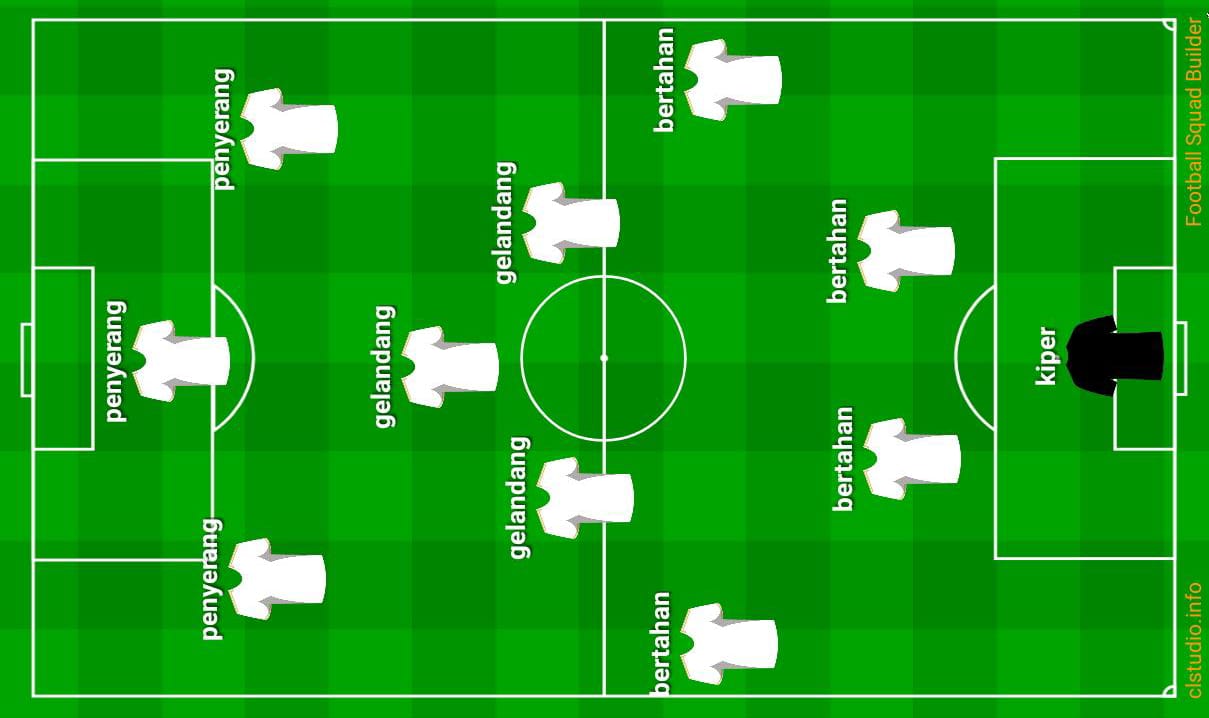 penyerang
penyerang
penyerang
gelandang
gelandang
gelandang
bertahan
bertahan
bertahan
bertahan
kiper
clstudio.info
Football Squad Builder